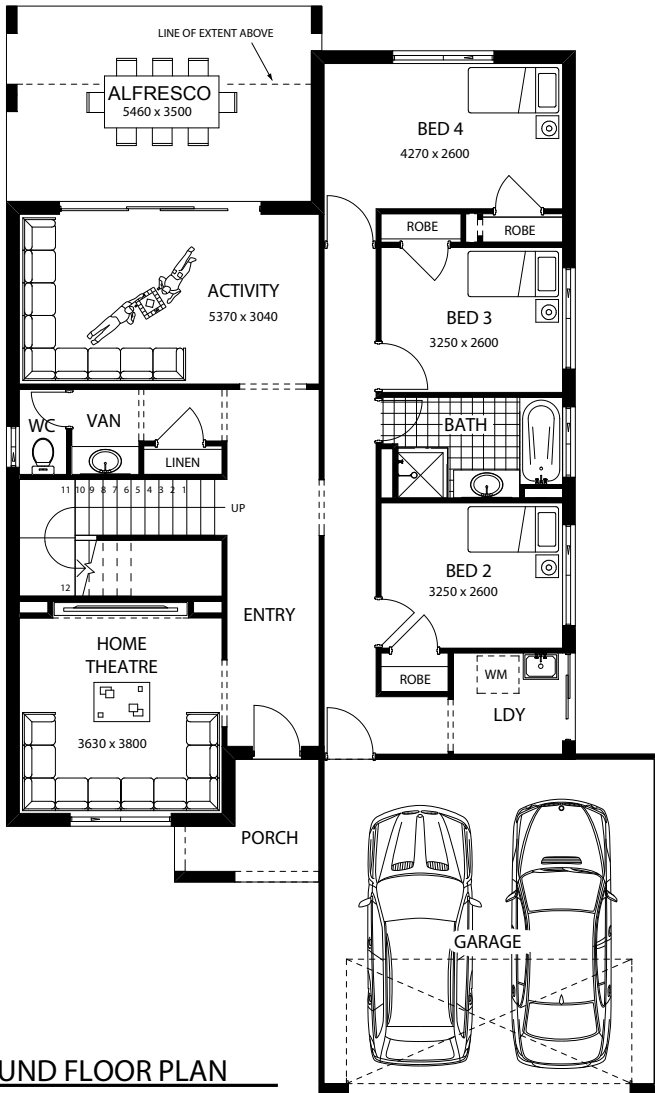 LINE OF EXTENT ABOVE
ALFRESCO
5460 x 3500
BED 4
4270 x 2600
ROBE
ROBE
ACTIVITY
5370 x 3040
BED 3
3250 x 2600
WC
VAN
LINEN
BATH
11 10 9 8 7 6 5 4 3 2 1
UP
12
BED 2
3250 x 2600
ENTRY
HOME
THEATRE
3630 x 3800
ROBE
WM
LDY
PORCH
GARAGE
UND FLOOR PLAN